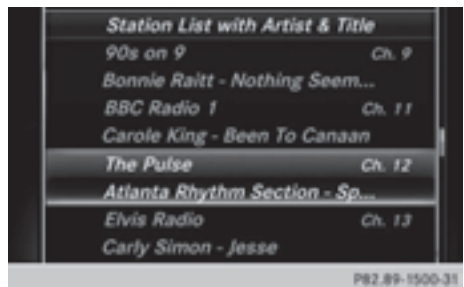 Station List with Artist & Title
90s on 9 Ch. 9
Bonnie Raitt - Nothing Seem...
BBC Radio 1 Ch. 11
Carole King - Been To Canaan
The Pulse Ch. 12
Atlanta Rhythm Section - Sp...
Elvis Radio Ch. 13
Carly Simon - Jesse
P82.89-1500-31